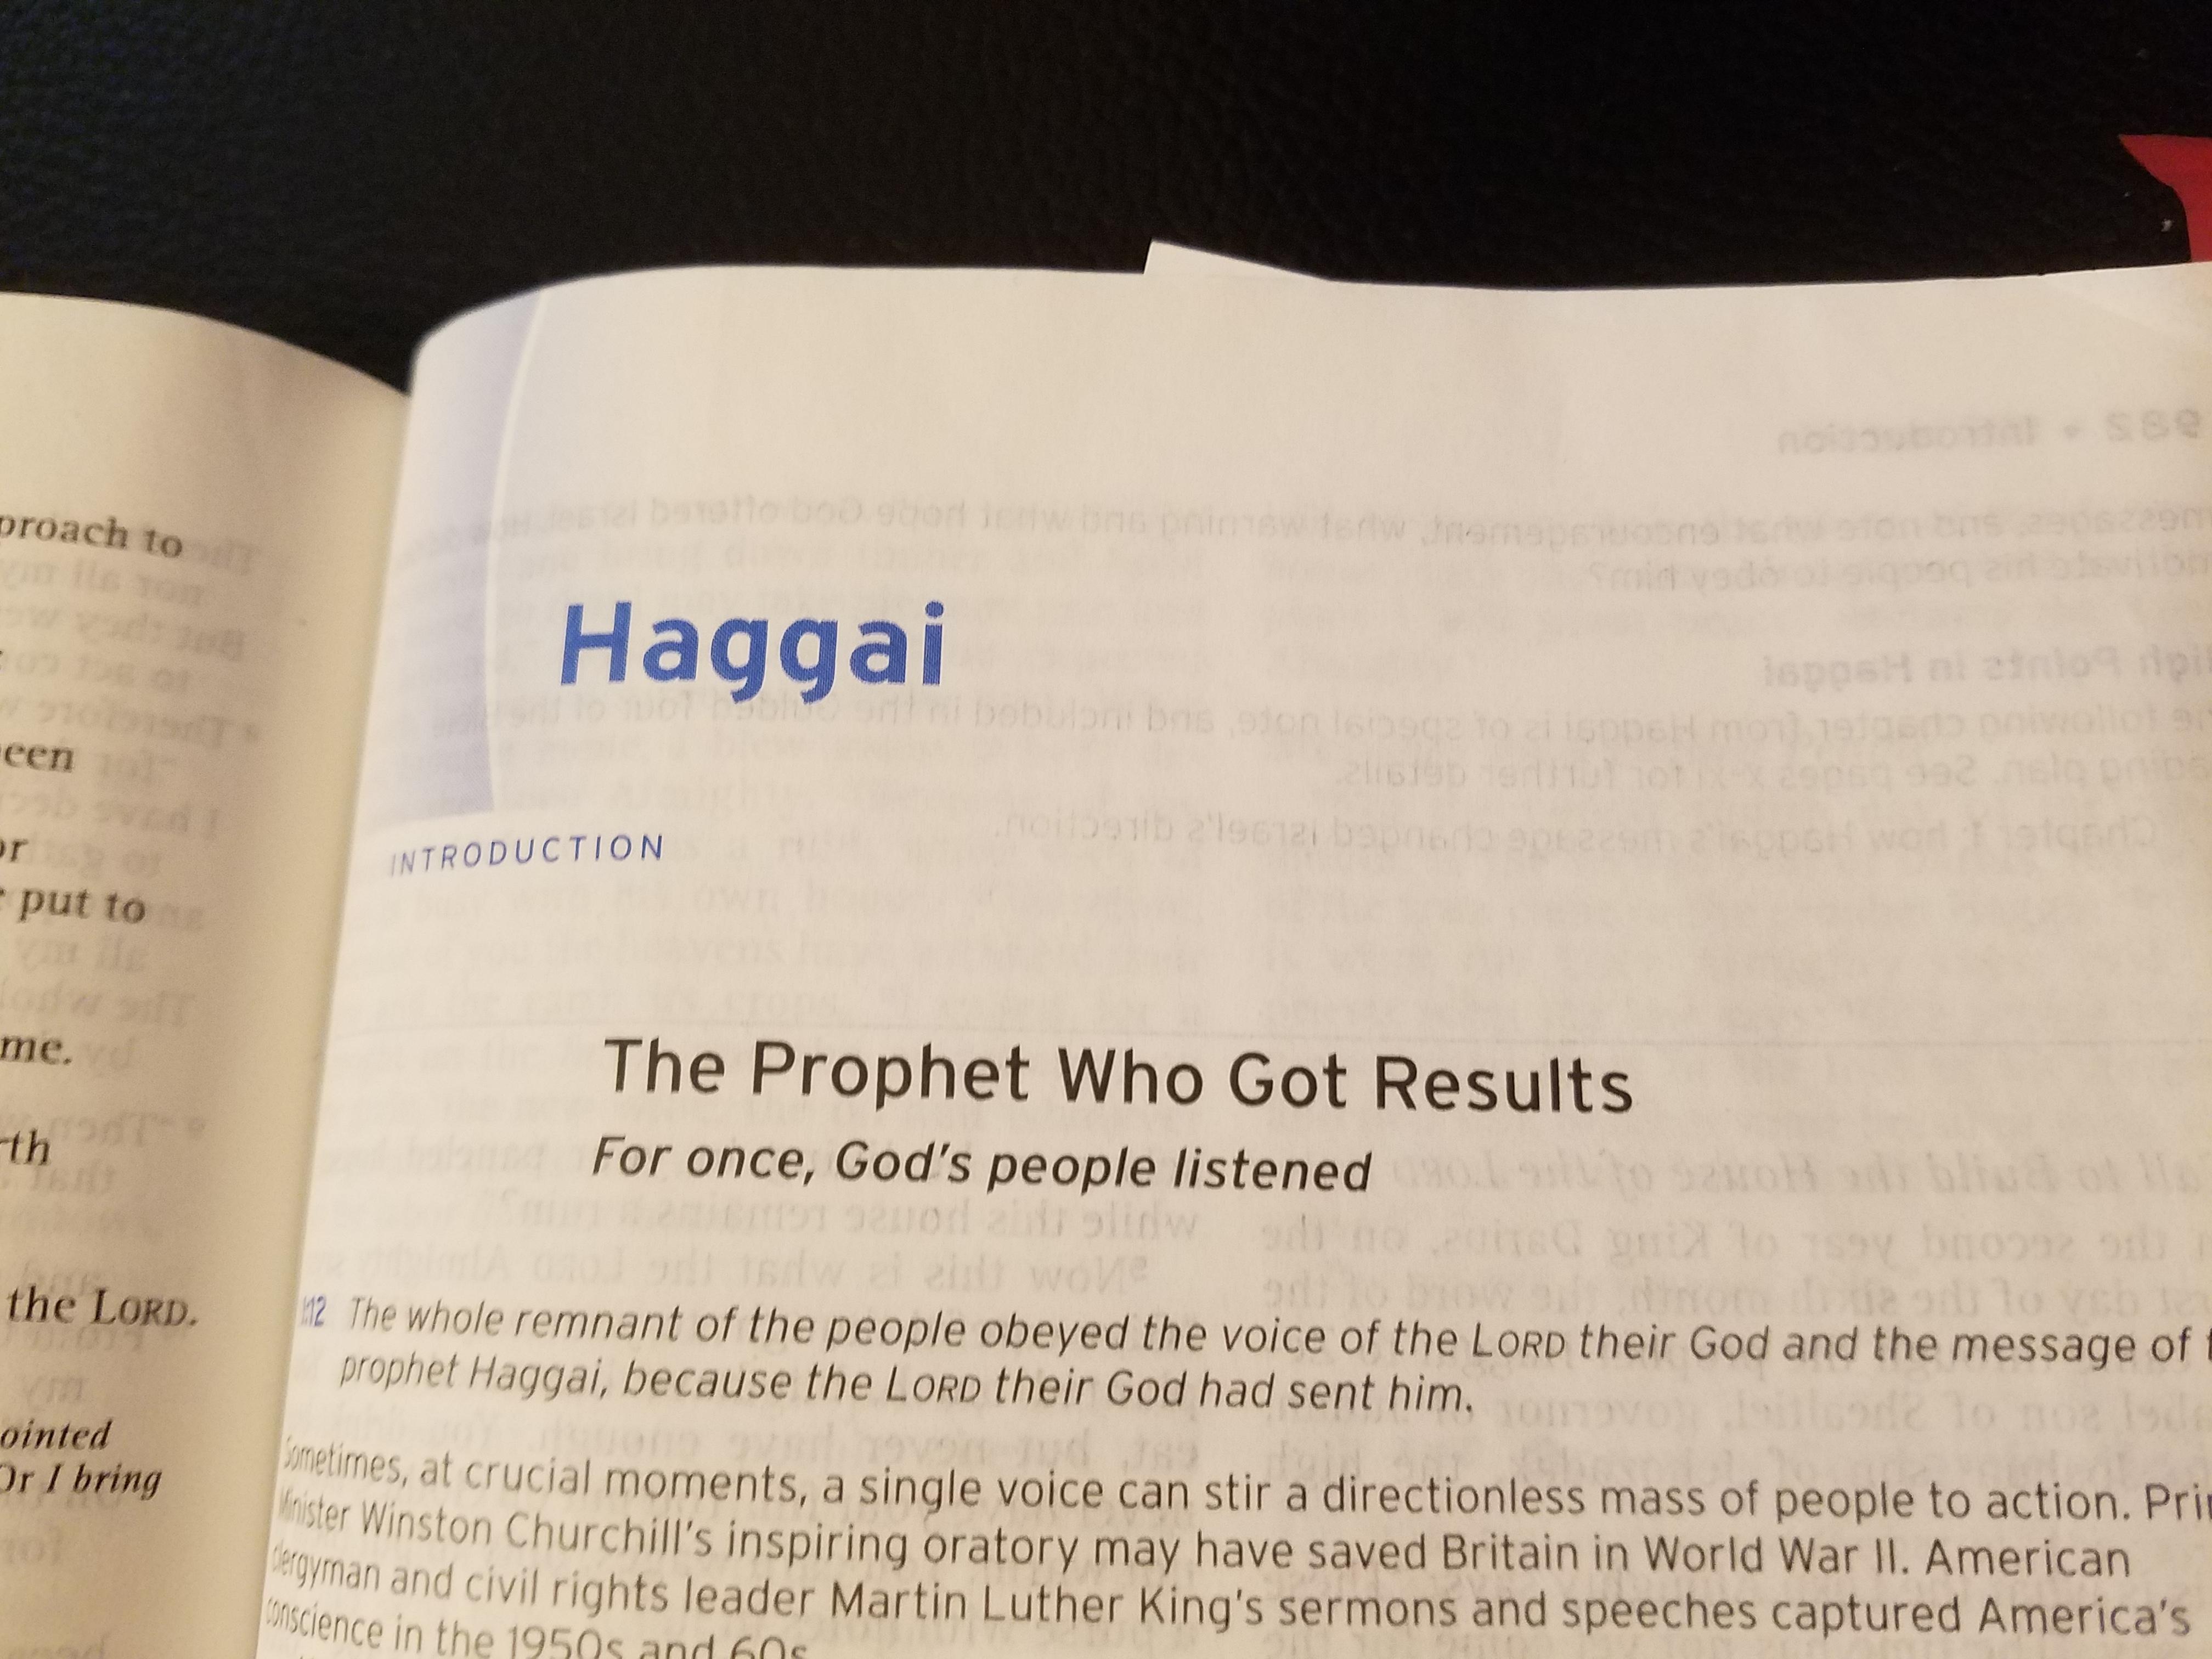 proach to
een
or
put to
me.
th
the LORD.
ointed
Or I bring
Haggai
INTRODUCTION
The Prophet Who Got Results
For once, God's people listened
1:12 The whole remnant of the people obeyed the voice of the LORD their God and the message of
prophet Haggai, because the LORD their God had sent him.
Sometimes, at crucial moments, a single voice can stir a directionless mass of people to action. Pri
Minister Winston Churchill's inspiring oratory may have saved Britain in World War II. American
clergyman and civil rights leader Martin Luther King's sermons and speeches captured America's
conscience in the 1950s and 60s